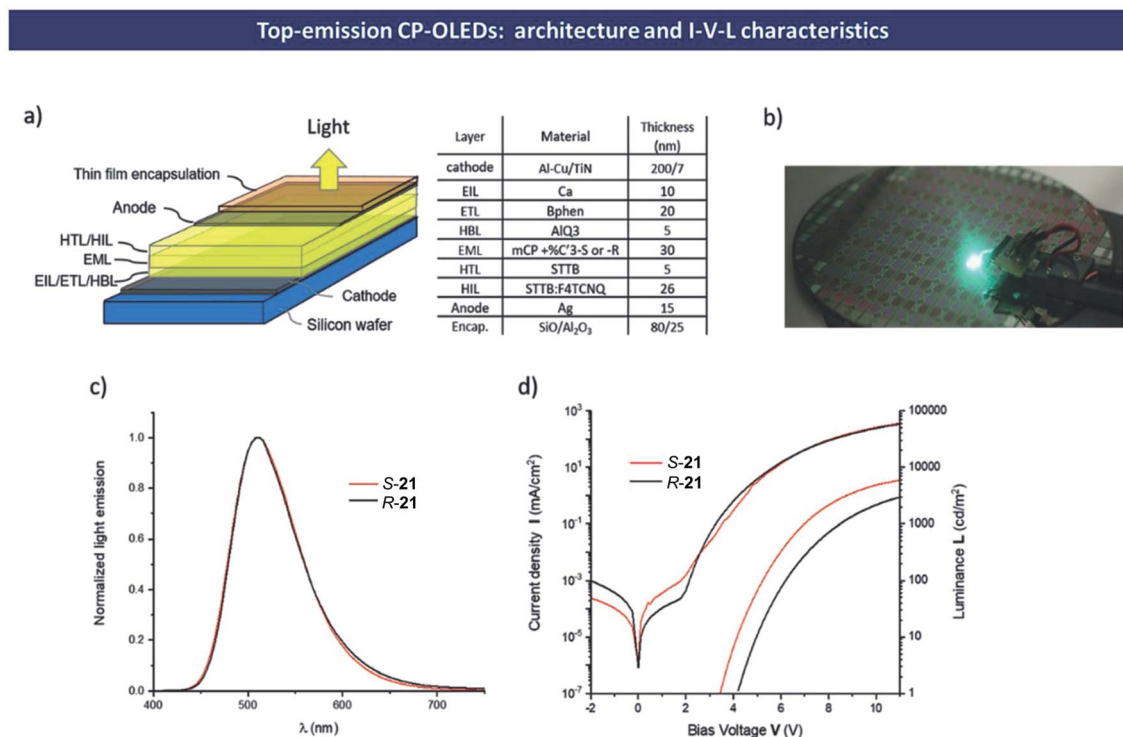 Top-emission CP-OLEDs: architecture and I-V-L characteristics
a)
Light
Thin film encapsulation
Anode
HTL/HIL
EML
EIL/ETL/HBL
Cathode
Silicon wafer
Layer Material Thickness (nm)
cathode Al-Cu/TiN 200/7
EIL Ca 10
ETL Bphen 20
HBL AlQ3 5
EML mCP +%C'3-S or -R 30
HTL STTB 5
HIL STTB:F4TCNQ 26
Anode Ag 15
Encap. SiO/Al₂O₃ 80/25
b)
c)
Normalized light emission
1.0
0.8
0.6
0.4
0.2
0.0
S-21
R-21
400 500 600 700
λ (nm)
d)
Current density I (mA/cm²)
10³
10¹
10⁻¹
10⁻³
10⁻⁵
10⁻⁷
S-21
R-21
100000
10000
1000
100
10
1
Luminance L (cd/m²)
-2 0 2 4 6 8 10
Bias Voltage V (V)